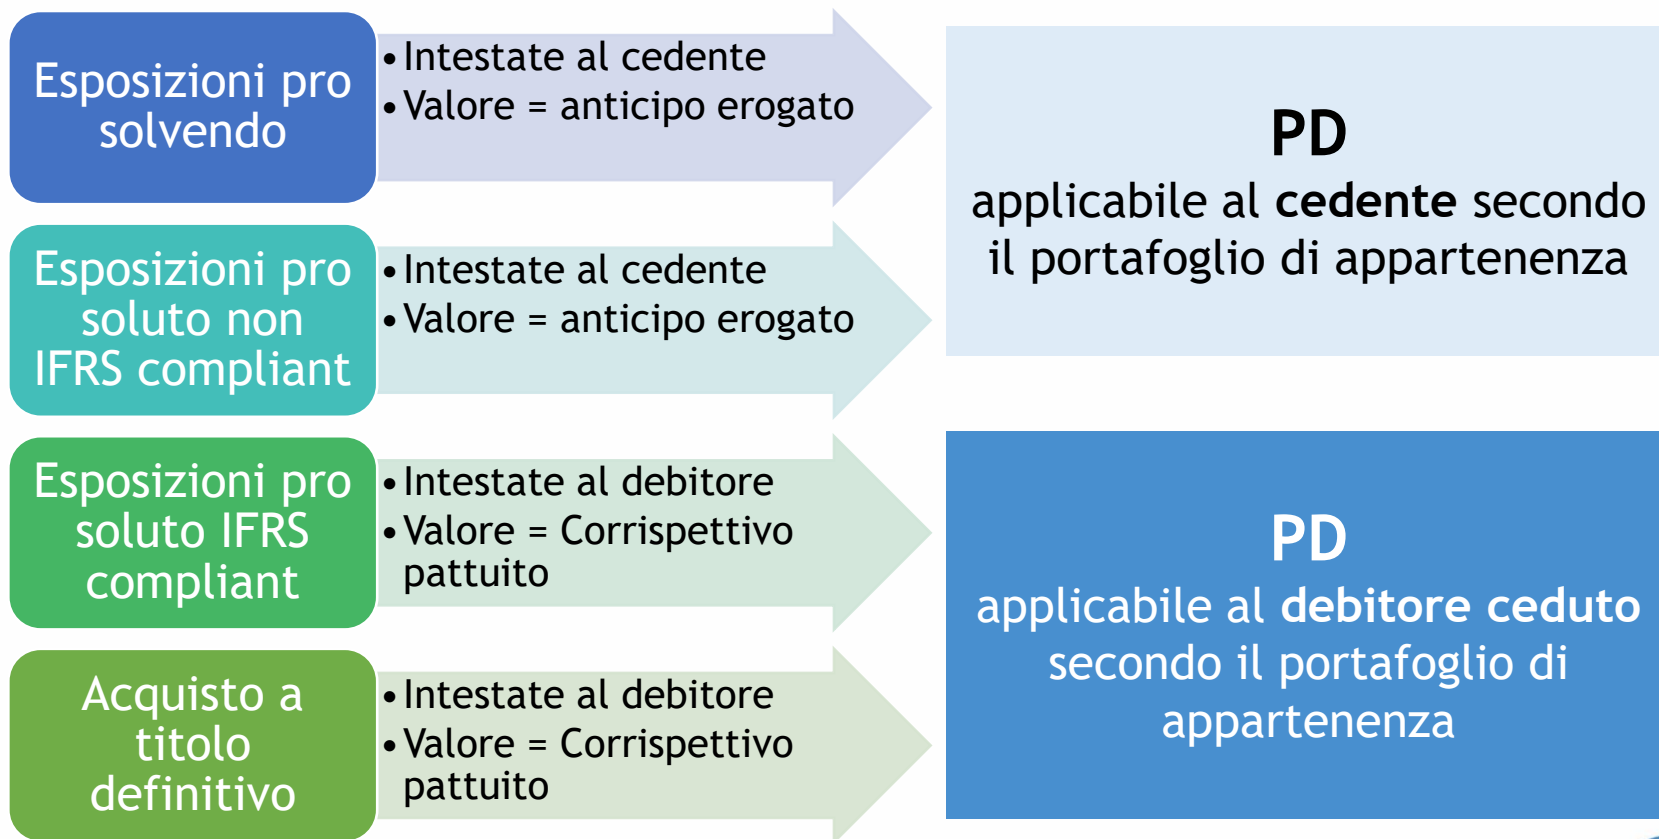 Esposizioni pro
solvendo
• Intestate al cedente
• Valore = anticipo erogato
Esposizioni pro
soluto non
IFRS compliant
• Intestate al cedente
• Valore = anticipo erogato
PD
applicabile al cedente secondo
il portafoglio di appartenenza
Esposizioni pro
soluto IFRS
compliant
• Intestate al debitore
• Valore = Corrispettivo
pattuito
Acquisto a
titolo
definitivo
• Intestate al debitore
• Valore = Corrispettivo
pattuito
PD
applicabile al debitore ceduto
secondo il portafoglio di
appartenenza